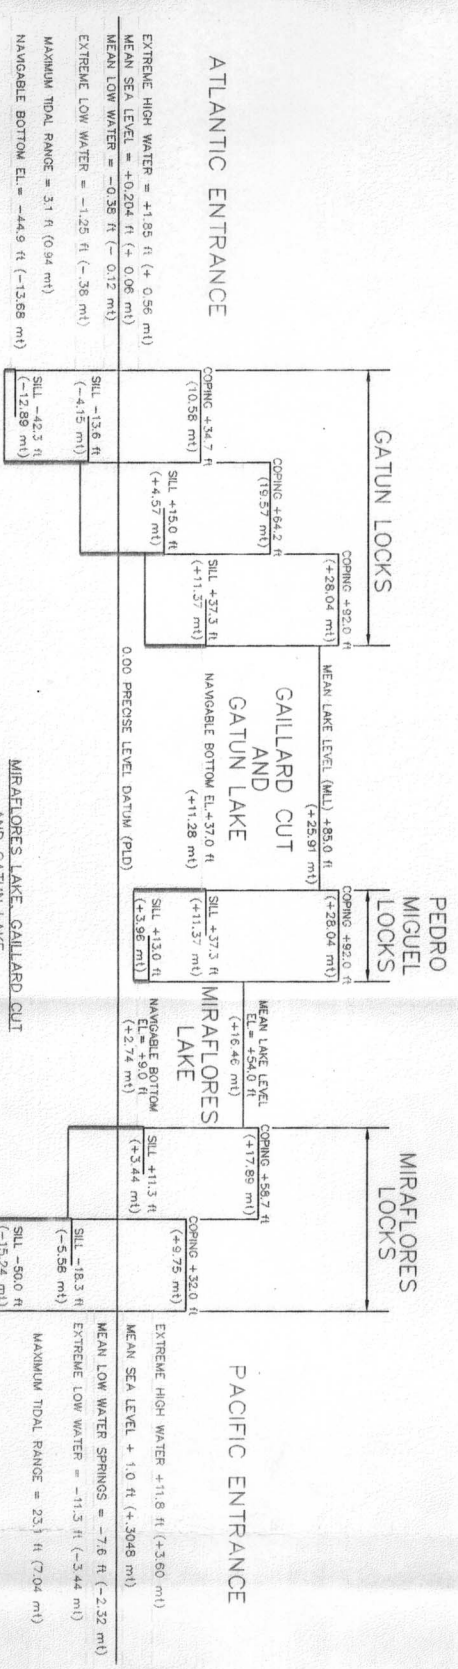 ATLANTIC ENTRANCE
EXTREME HIGH WATER = +1.85 ft (+ 0.56 mt)
MEAN SEA LEVEL = +0.204 ft (+ 0.06 mt)
MEAN LOW WATER = -0.38 ft (- 0.12 mt)
EXTREME LOW WATER = -1.25 ft (-.38 mt)
MAXIMUM TIDAL RANGE = 3.1 ft (0.94 mt)
NAVIGABLE BOTTOM EL.= -44.9 ft (-13.68 mt)
GATUN LOCKS
COPING +34.7 ft
(10.58 mt)
COPING +64.2 ft
(19.57 mt)
COPING +92.0 ft
(+28.04 mt)
SILL -13.6 ft
(-4.15 mt)
SILL -42.3 ft
(-12.89 mt)
SILL +15.0 ft
(+4.57 mt)
SILL +37.3 ft
(+11.37 mt)
MEAN LAKE LEVEL (MLL) +85.0 ft
(+25.91 mt)
GAILLARD CUT
AND
GATUN LAKE
NAVIGABLE BOTTOM EL.+37.0 ft
(+11.28 mt)
0.00 PRECISE LEVEL DATUM (PLD)
PEDRO
MIGUEL
LOCKS
COPING +92.0 ft
(+28.04 mt)
SILL +37.3 ft
(+11.37 mt)
SILL +13.0 ft
(+3.96 mt)
MEAN LAKE LEVEL
EL= +54.0 ft
(+16.46 mt)
MIRAFLORES
LAKE
NAVIGABLE BOTTOM
EL= +9.0 ft
(+2.74 mt)
MIRAFLORES
LOCKS
COPING +58.7 ft
(+17.89 mt)
COPING +32.0 ft
(+9.75 mt)
SILL +11.3 ft
(+3.44 mt)
SILL -18.3 ft
(-5.58 mt)
SILL -50.0 ft
(-15.24 mt)
PACIFIC ENTRANCE
EXTREME HIGH WATER +11.8 ft (+3.60 mt)
MEAN SEA LEVEL + 1.0 ft (+.3048 mt)
MEAN LOW WATER SPRINGS = -7.6 ft (-2.32 mt)
EXTREME LOW WATER = -11.3 ft (-3.44 mt)
MAXIMUM TIDAL RANGE = 23.1 ft (7.04 mt)
MIRAFLORES LAKE, GAILLARD CUT
AND GATUN LAKE